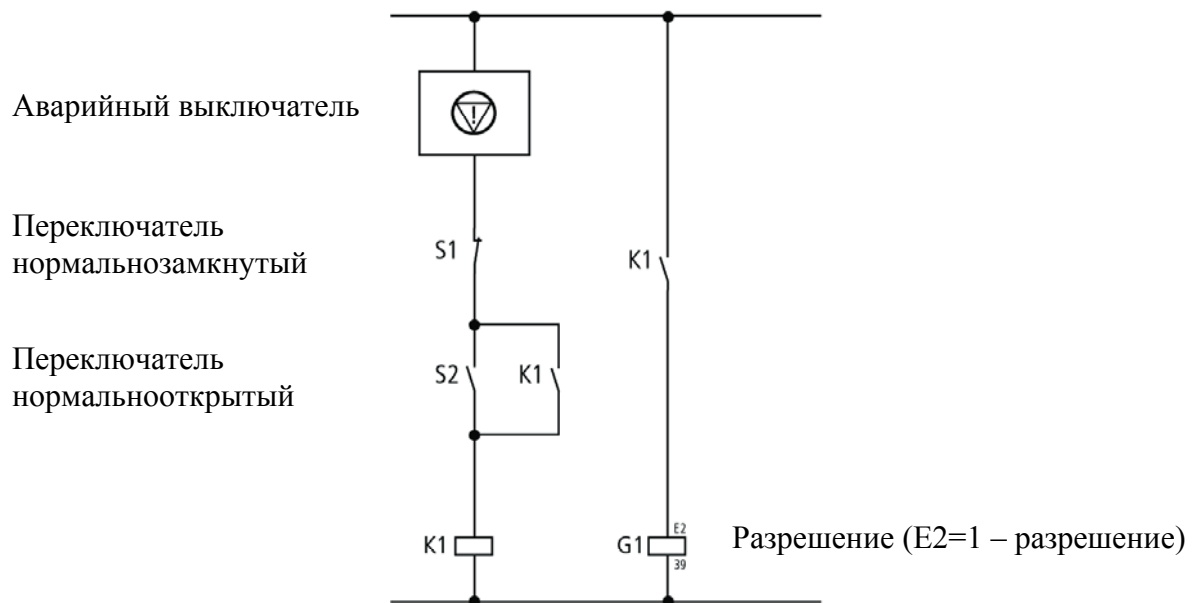 Аварийный выключатель
Переключатель
нормальнозамкнутый
S1
K1
Переключатель
нормальнооткрытый
S2
K1
K1
G1
E2
39
Разрешение (E2=1 – разрешение)